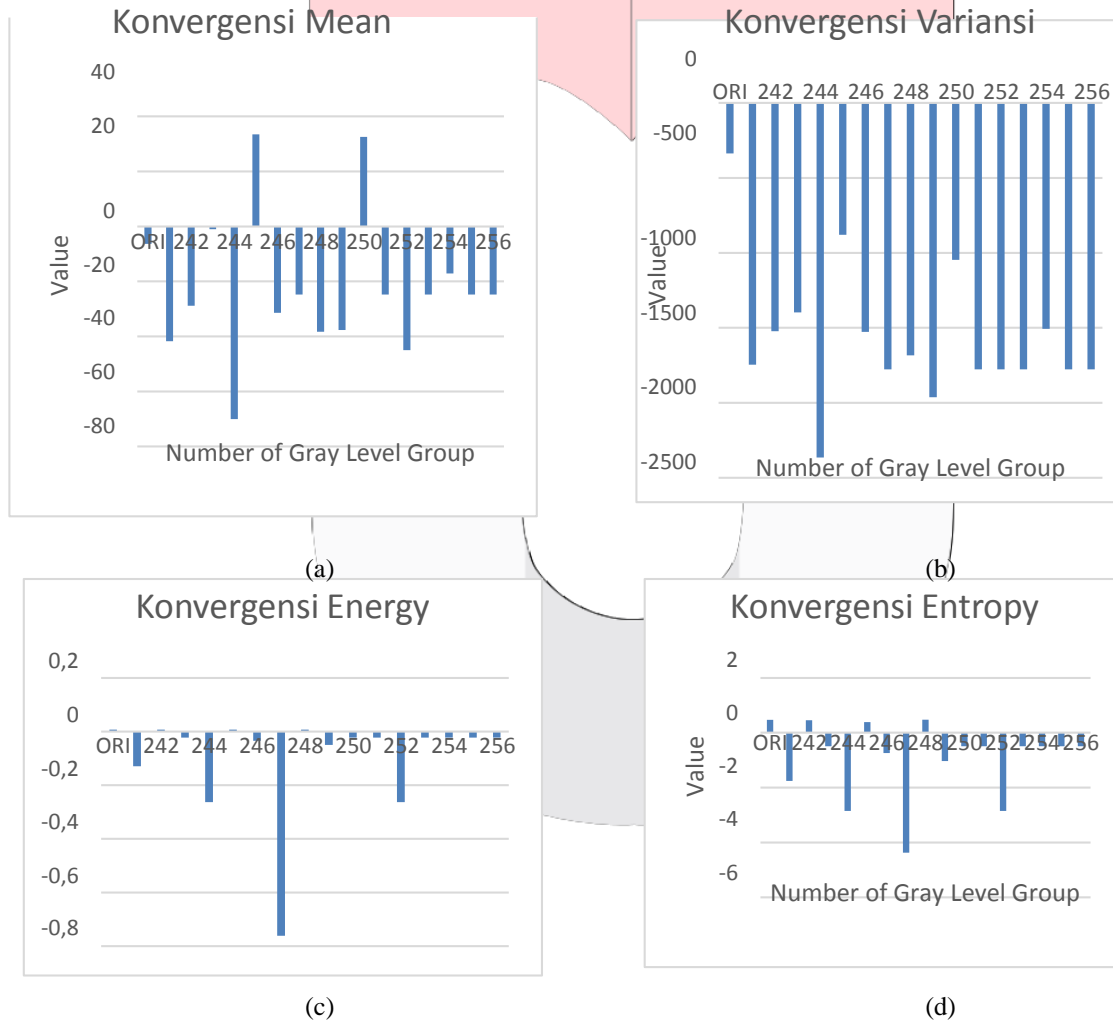 Konvergensi Mean
40
20
0
-20
-40
-60
-80
Value
ORI 242 244 246 248 250 252 254 256
Number of Gray Level Group
(a)
Konvergensi Variansi
0
-500
-1000
-1500
-2000
-2500
Value
ORI 242 244 246 248 250 252 254 256
Number of Gray Level Group
(b)
Konvergensi Energy
0,2
0
-0,2
-0,4
-0,6
-0,8
ORI 242 244 246 248 250 252 254 256
(c)
Konvergensi Entropy
2
0
-2
-4
-6
Value
ORI 242 244 246 248 250 252 254 256
Number of Gray Level Group
(d)